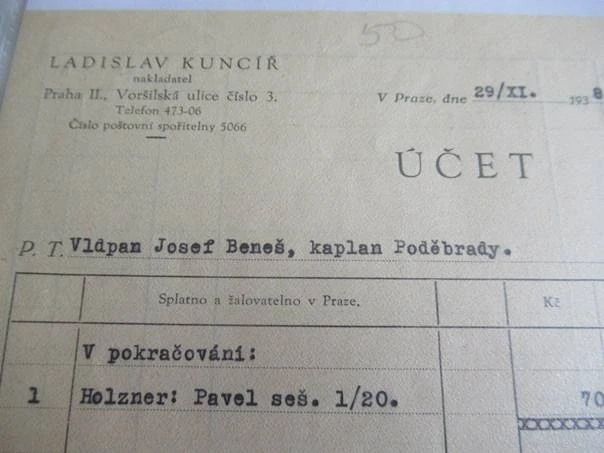 50
LADISLAV KUNCÍŘ
nakladatel
Praha II., Voršilská ulice číslo 3.
Telefon 473-06
Číslo poštovní spořitelny 5066
V Praze, dne 29/XI. 1938
ÚČET
P. T. Vldpan Josef Beneš, kaplan Poděbrady.
Splatno a žalovatelno v Praze. Kč
V pokračování:
1 Holzner: Pavel seš. 1/20. 70
xxxxxxx